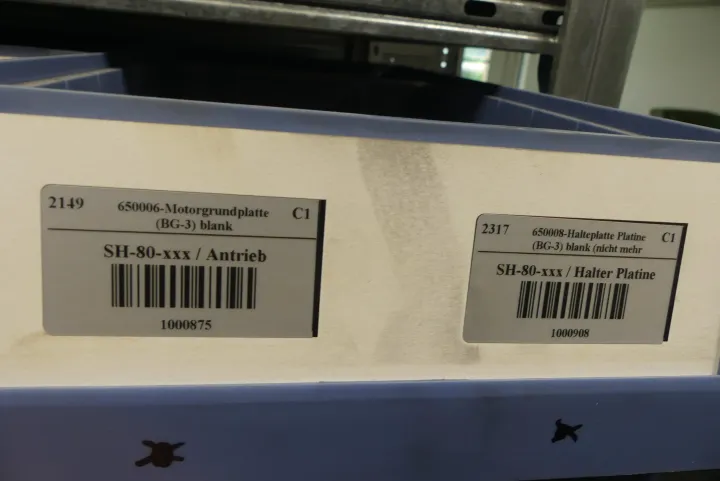 2149
650006-Motorgrundplatte
C1
(BG-3) blank
SH-80-xxx / Antrieb
1000875
2317
650008-Halteplatte Platine
C1
(BG-3) blank (nicht mehr
SH-80-xxx / Halter Platine
1000908